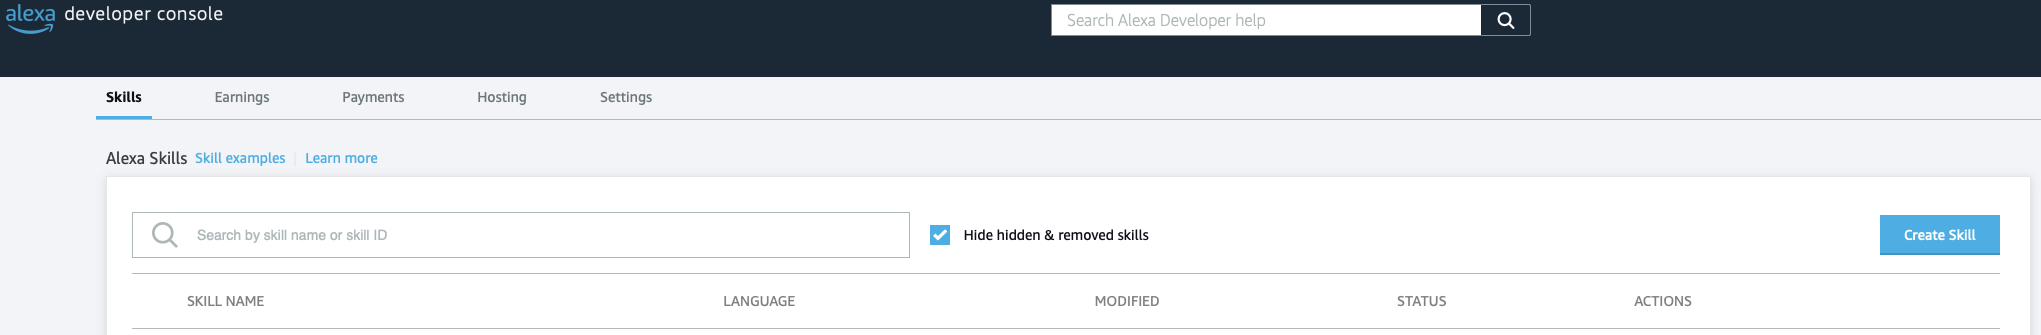 alexa developer console
Search Alexa Developer help
Skills Earnings Payments Hosting Settings
Alexa Skills Skill examples Learn more
Search by skill name or skill ID Hide hidden & removed skills Create Skill
SKILL NAME LANGUAGE MODIFIED STATUS ACTIONS